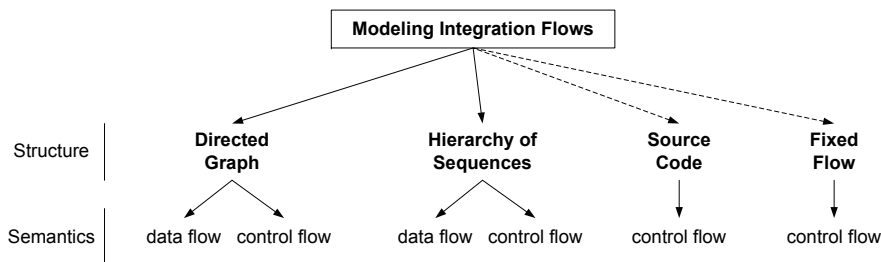 Modeling Integration Flows
Structure
Directed
Graph
Hierarchy of
Sequences
Source
Code
Fixed
Flow
Semantics
data flow
control flow
data flow
control flow
control flow
control flow